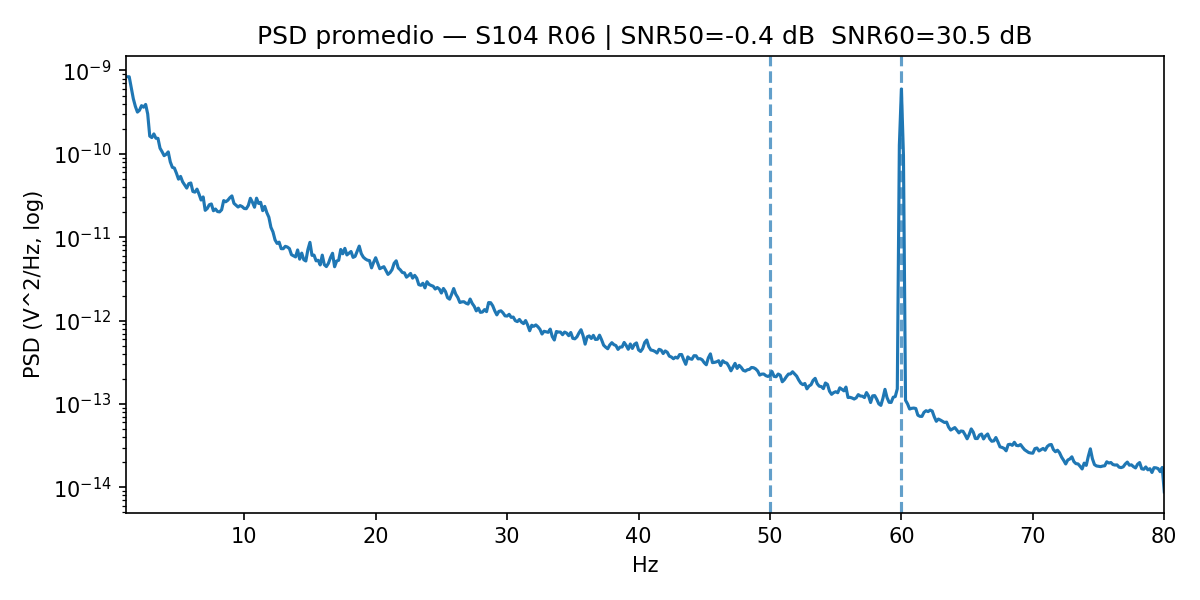 PSD promedio — S104 R06 | SNR50=-0.4 dB  SNR60=30.5 dB
PSD (V^2/Hz, log)
10⁻⁹
10⁻¹⁰
10⁻¹¹
10⁻¹²
10⁻¹³
10⁻¹⁴
10 20 30 40 50 60 70 80
Hz